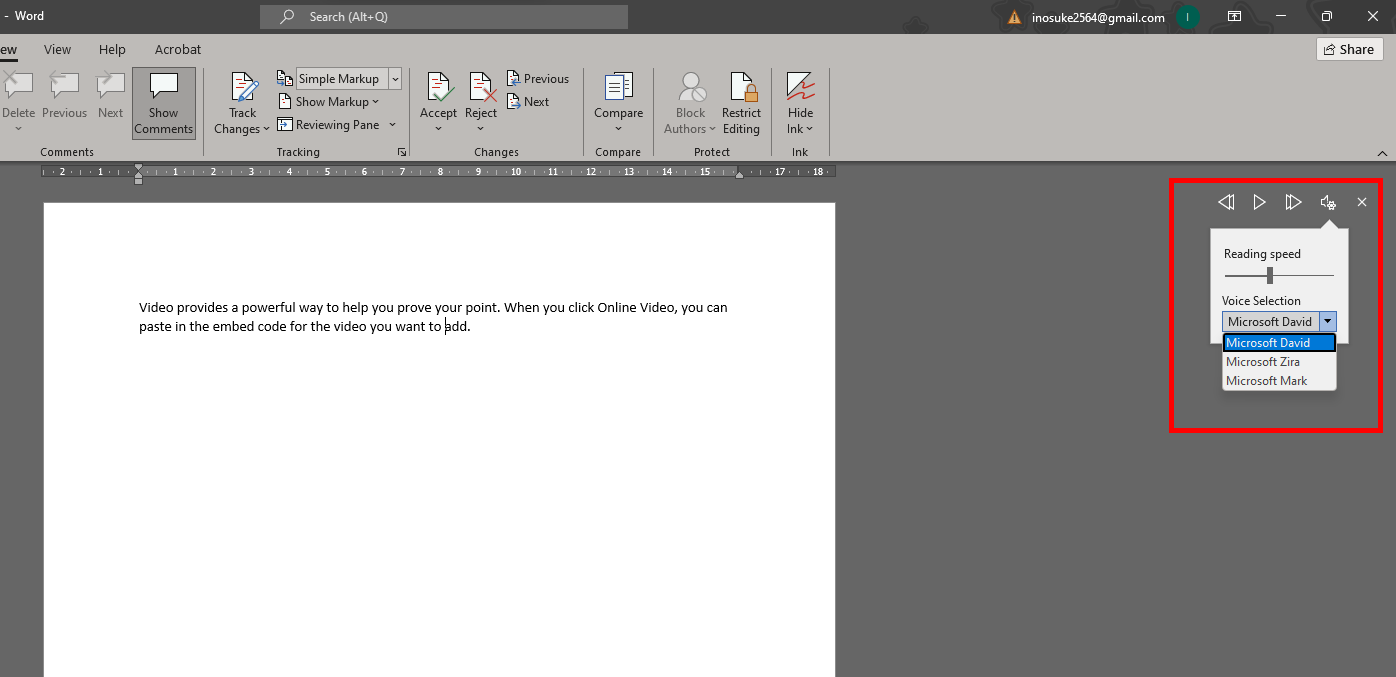 - Word
Search (Alt+Q)
inosuke2564@gmail.com
I
ew View Help Acrobat
Share
Delete
Previous
Next
Show
Comments
Comments
Track
Changes
Simple Markup
Show Markup
Reviewing Pane
Tracking
Accept
Reject
Previous
Next
Changes
Compare
Compare
Block
Authors
Restrict
Editing
Protect
Hide
Ink
Ink
2 1 1 2 3 4 5 6 7 8 9 10 11 12 13 14 15 17 18
Video provides a powerful way to help you prove your point. When you click Online Video, you can
paste in the embed code for the video you want to add.
Reading speed
Voice Selection
Microsoft David
Microsoft David
Microsoft Zira
Microsoft Mark